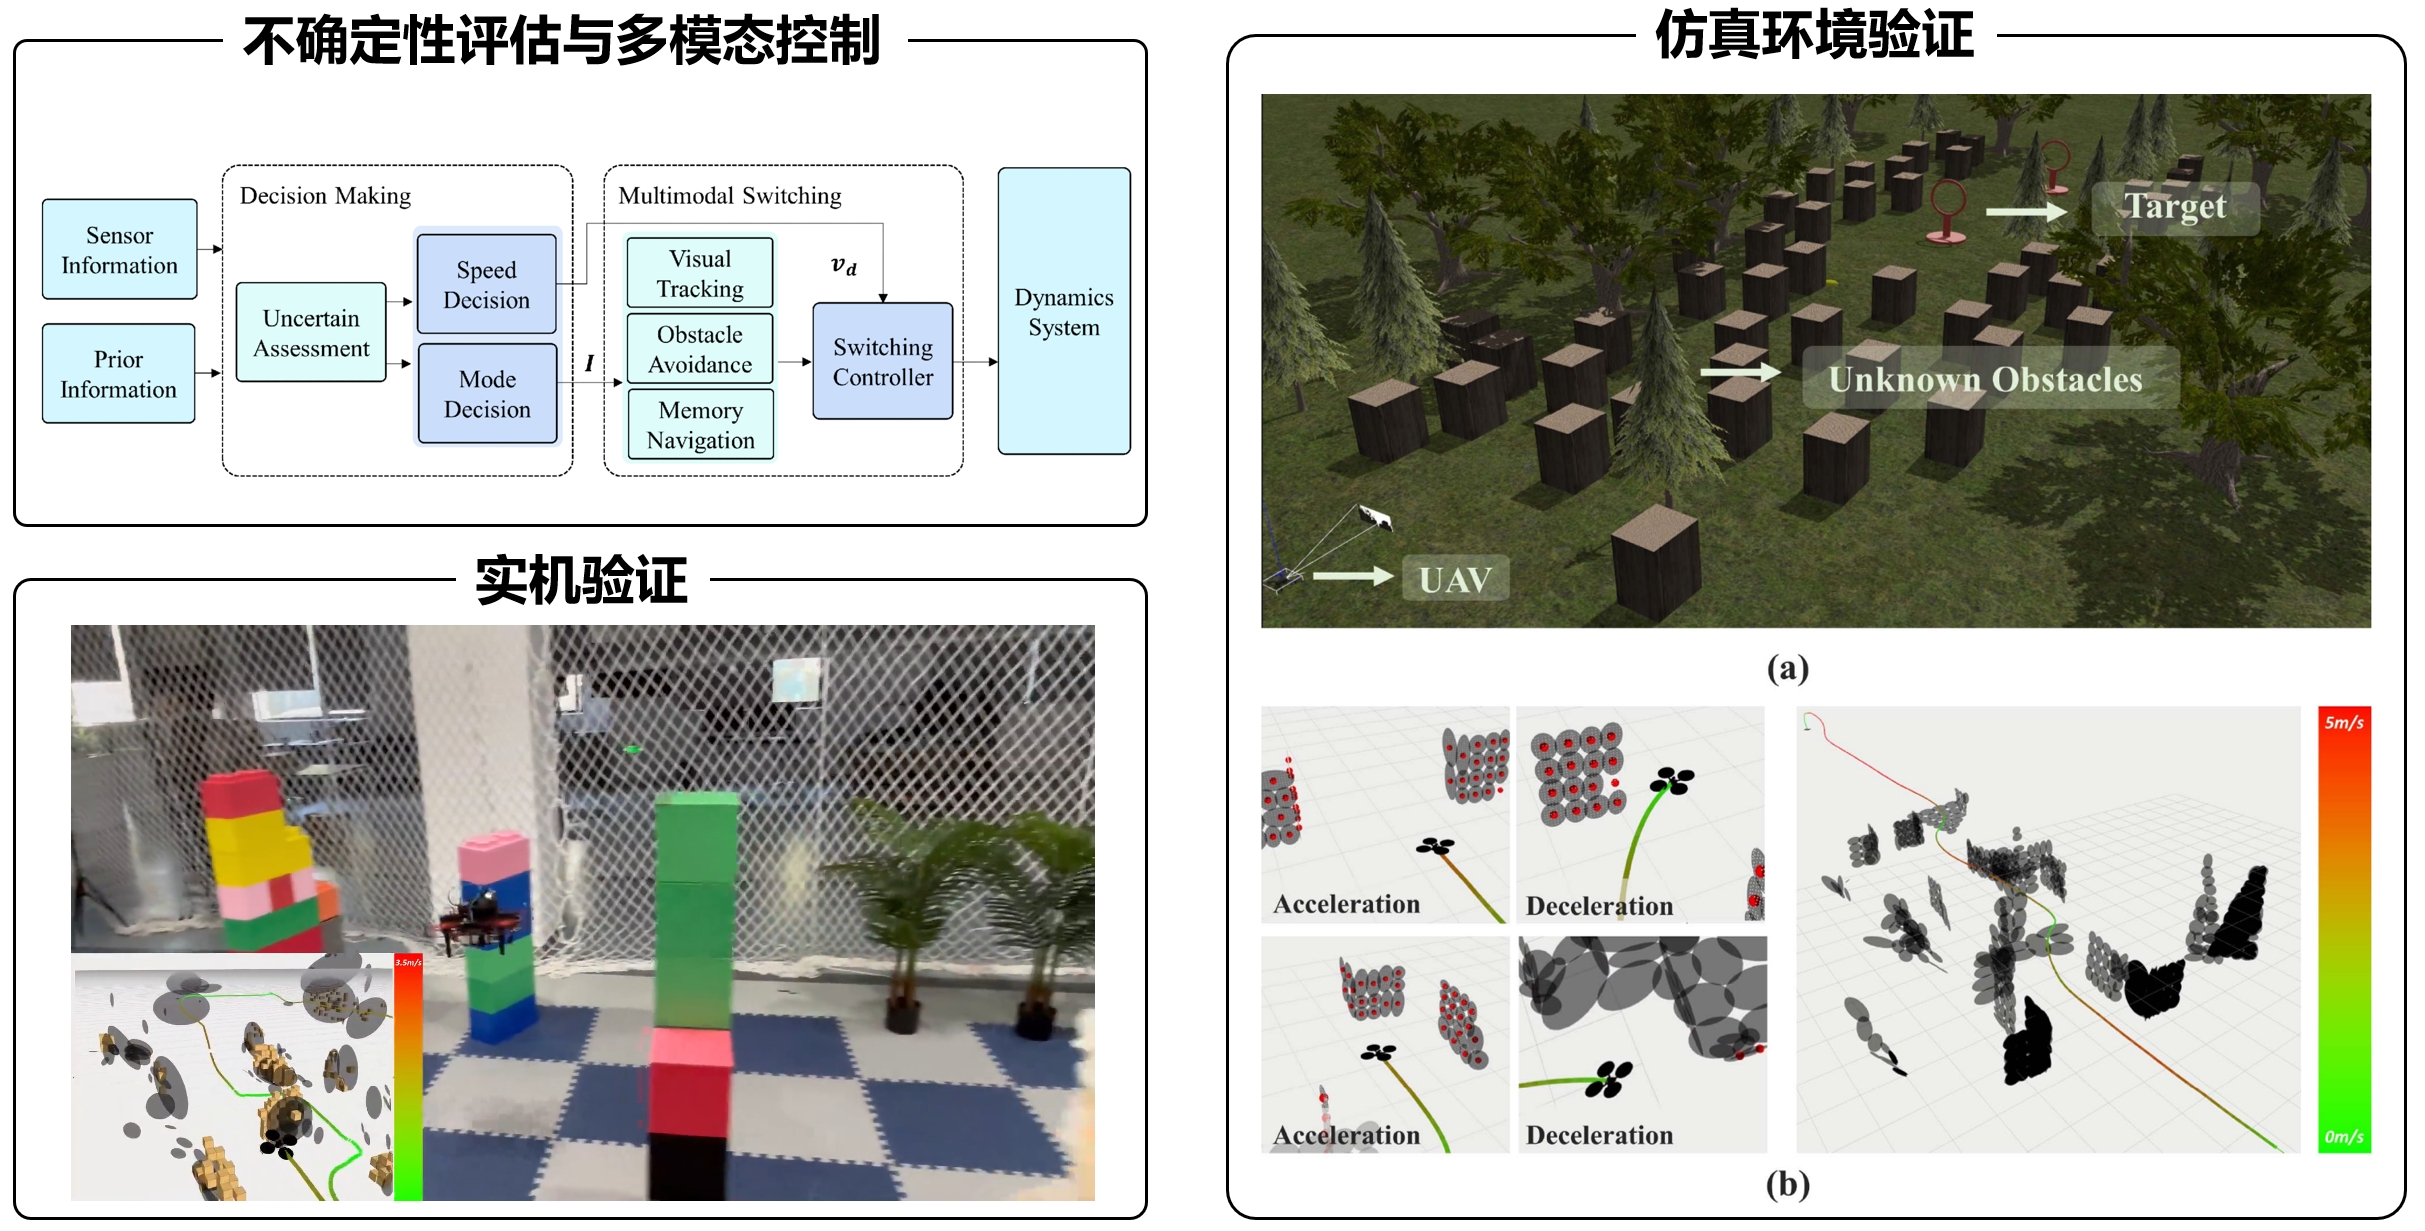 不确定性评估与多模态控制
Decision Making
Multimodal Switching
Sensor
Information
Prior
Information
Uncertain
Assessment
Speed
Decision
Mode
Decision
I
Visual
Tracking
Obstacle
Avoidance
Memory
Navigation
v_d
Switching
Controller
Dynamics
System
实机验证
3.5m/s
仿真环境验证
Target
Unknown Obstacles
UAV
(a)
Acceleration
Deceleration
Acceleration
Deceleration
5m/s
0m/s
(b)